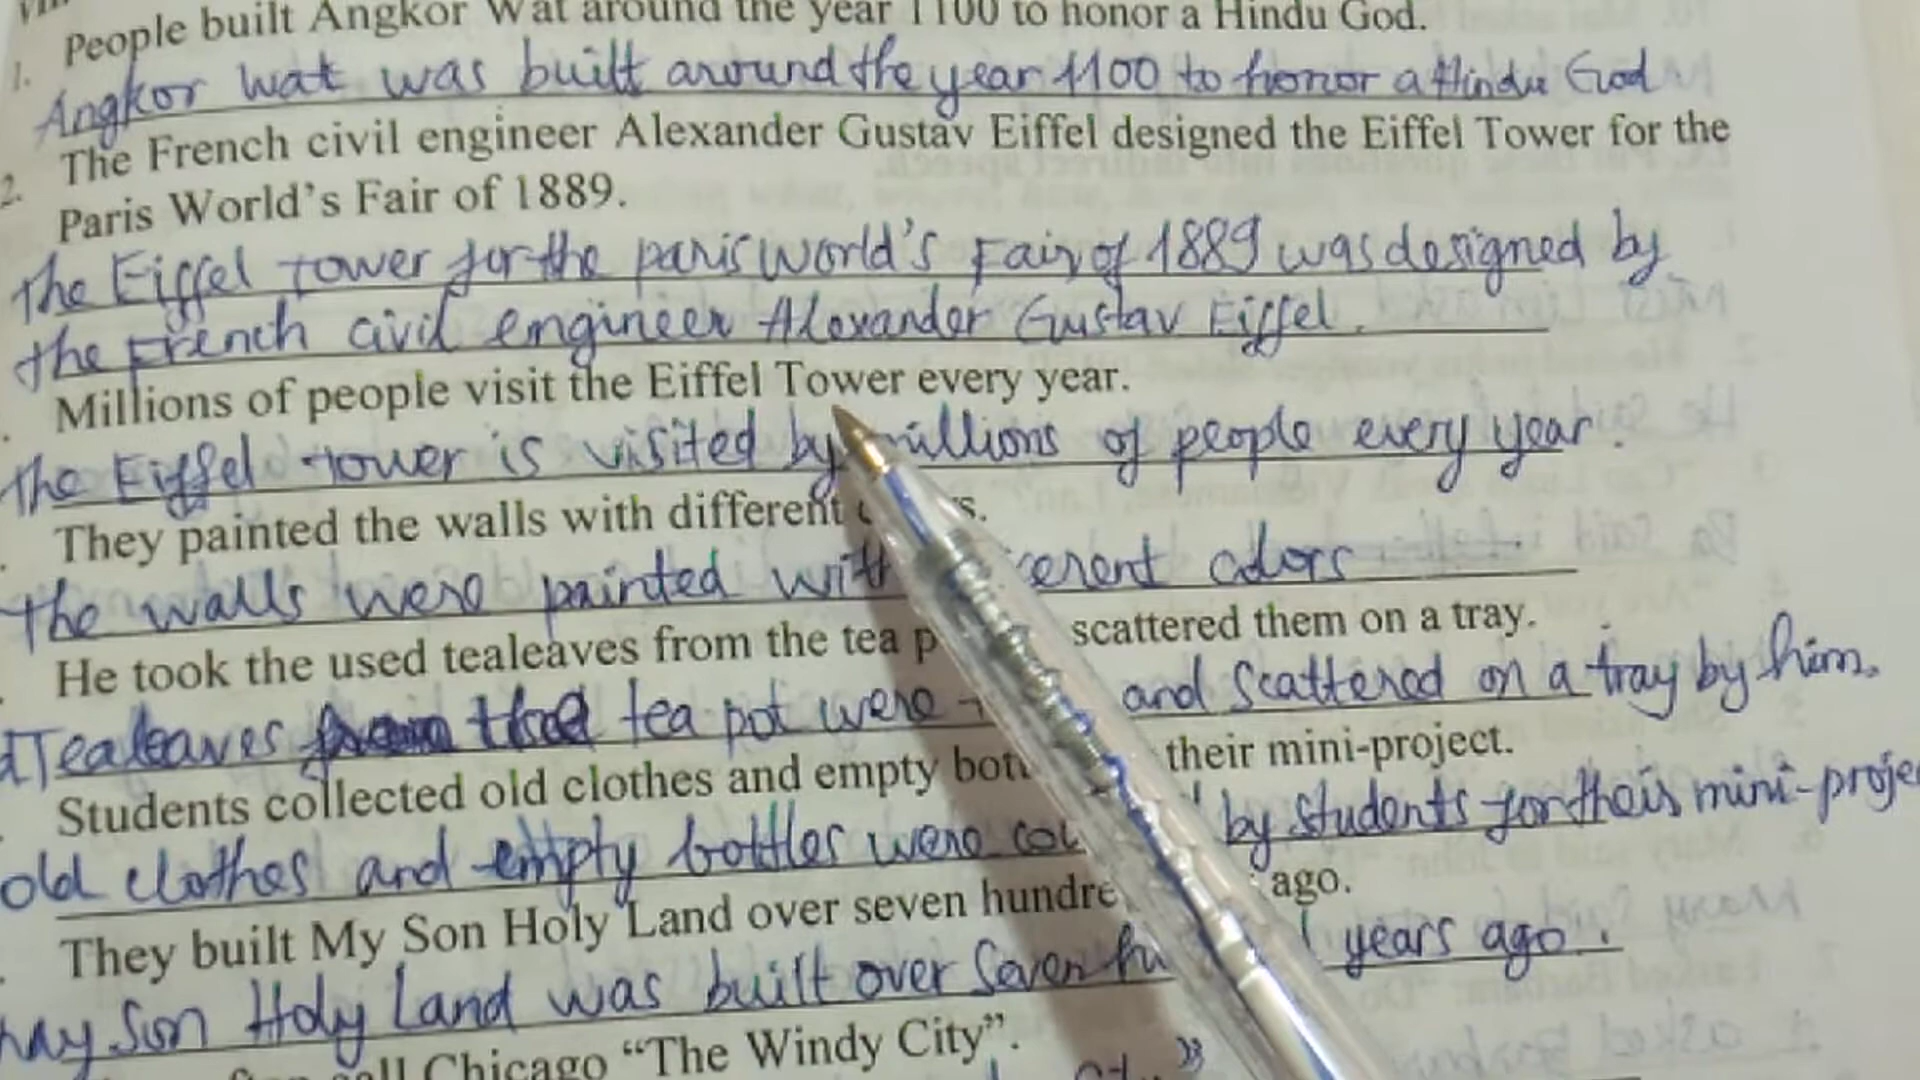 1. People built Angkor Wat around the year 1100 to honor a Hindu God.
Angkor Wat was built around the year 1100 to honor a Hindu God
2. The French civil engineer Alexander Gustav Eiffel designed the Eiffel Tower for the
Paris World's Fair of 1889.
The Eiffel tower for the paris World's Fair of 1889 was designed by
the French civil engineer Alexander Gustav Eiffel.
Millions of people visit the Eiffel Tower every year.
The Eiffel tower is visited by millions of people every year.
They painted the walls with different
The walls were painted with colors
He took the used tealeaves from the tea scattered them on a tray.
Tealeaves tea pot were and scattered on a tray by him.
Students collected old clothes and empty their mini-project.
old clothes and empty bottles were by students for their
They built My Son Holy Land over seven ago.
Son Holy Land was built over seven years ago.
call Chicago "The Windy City".